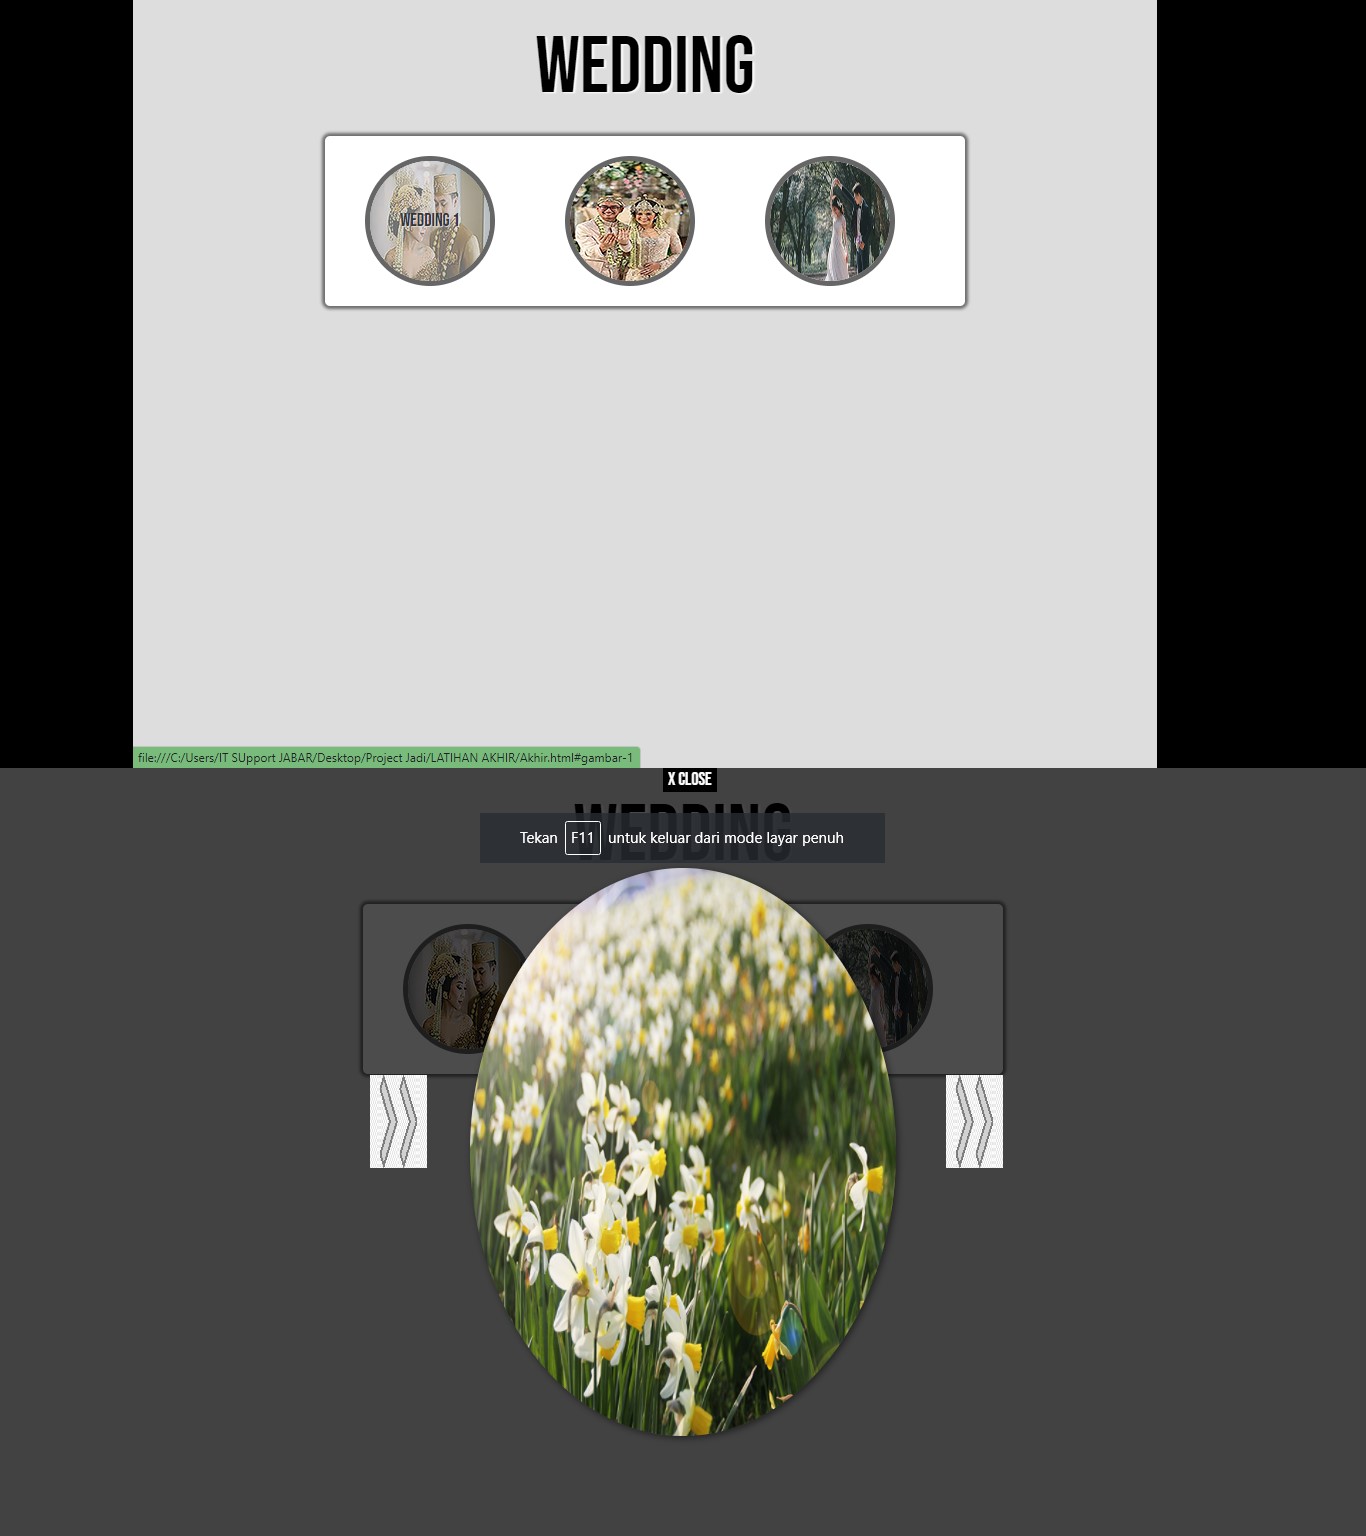 WEDDING
WEDDING 1
file:///C:/Users/IT SUpport JABAR/Desktop/Project Jadi/LATIHAN AKHIR/Akhir.html#gambar-1
X CLOSE
WEDDING
Tekan F11 untuk keluar dari mode layar penuh